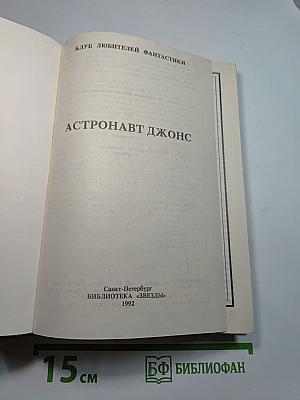 КЛУБ ЛЮБИТЕЛЕЙ ФАНТАСТИКИ
АСТРОНАВТ ДЖОНС
Санкт-Петербург
БИБЛИОТЕКА «ЗВЕЗДЫ»
1992
15 см
БФ БИБЛИОФАН